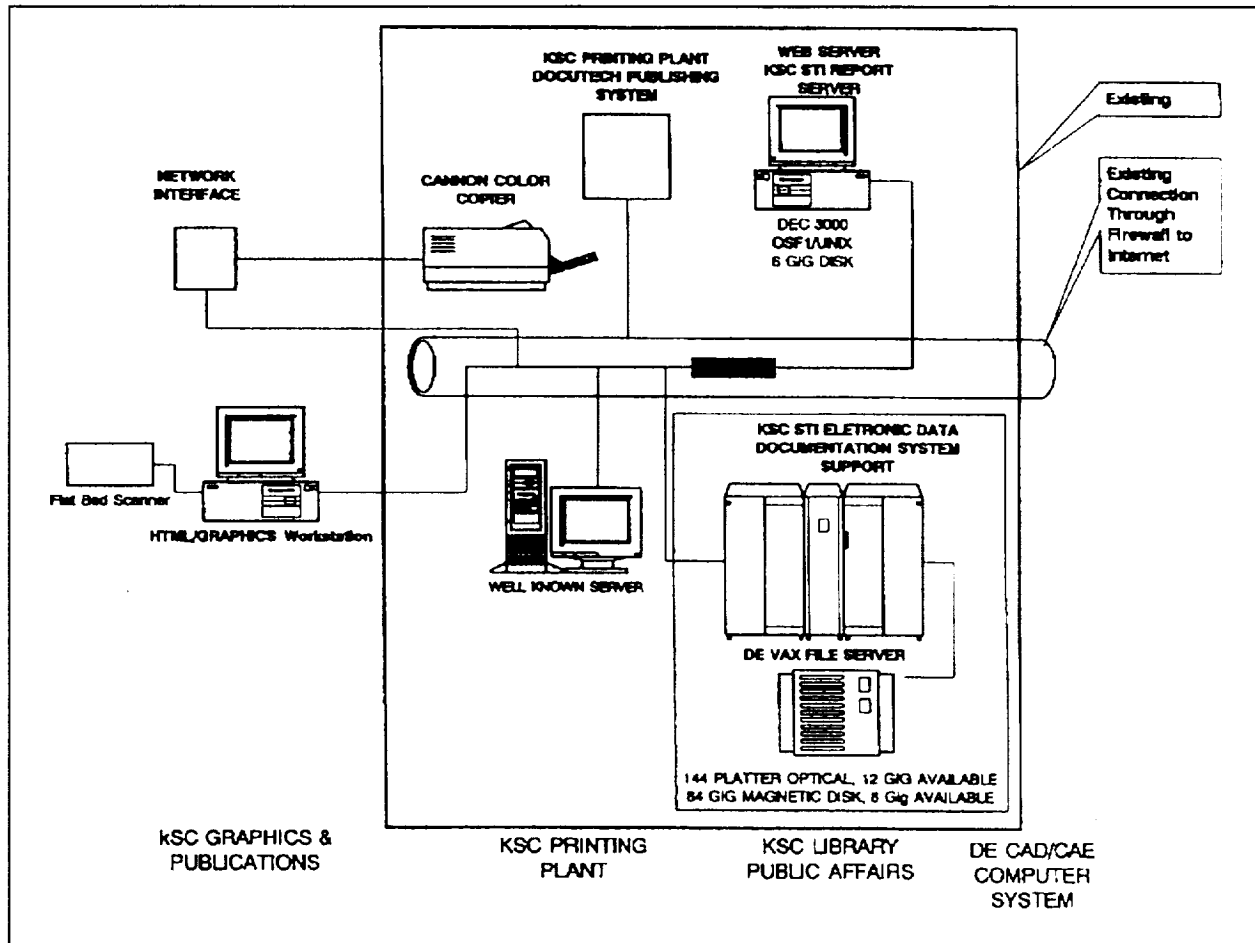 KSC PRINTING PLANT
DOCUTECH PUBLISHING
SYSTEM
WEB SERVER
KSC STI REPORT
SERVER
Existing
NETWORK
INTERFACE
CANNON COLOR
COPIER
Existing
Connection
Through
Firewall to
Internet
DEC 3000
OSF1/UNIX
6 GIG DISK
KSC STI ELETRONIC DATA
DOCUMENTATION SYSTEM
SUPPORT
Flat Bed Scanner
HTML/GRAPHICS Workstation
WELL KNOWN SERVER
DE VAX FILE SERVER
144 PLATTER OPTICAL, 12 GIG AVAILABLE
84 GIG MAGNETIC DISK, 8 Gig AVAILABLE
kSC GRAPHICS &
PUBLICATIONS
KSC PRINTING
PLANT
KSC LIBRARY
PUBLIC AFFAIRS
DE CAD/CAE
COMPUTER
SYSTEM